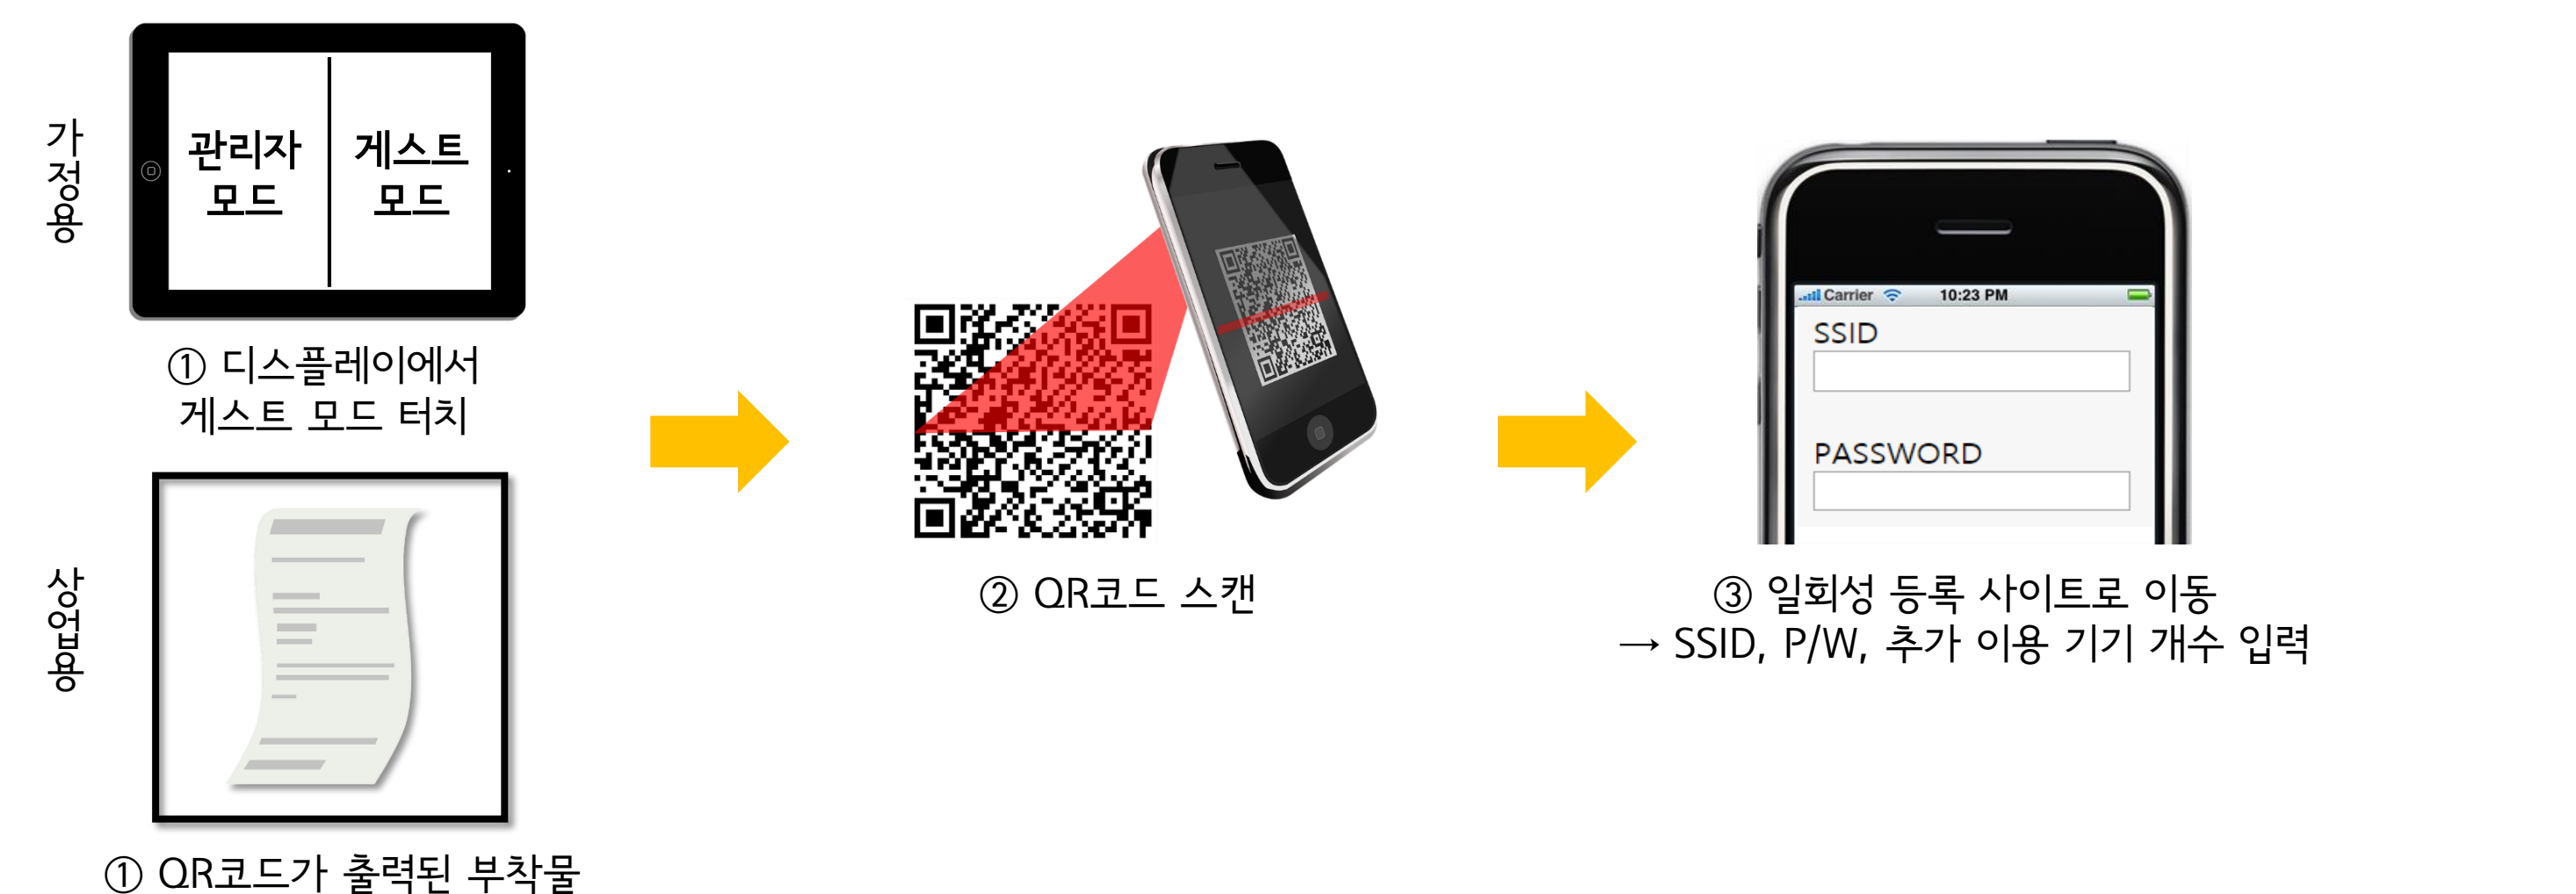 가정용
관리자
모드
게스트
모드
① 디스플레이에서
게스트 모드 터치
상업용
① QR코드가 출력된 부착물
② QR코드 스캔
Carrier 10:23 PM
SSID
PASSWORD
③ 일회성 등록 사이트로 이동
→ SSID, P/W, 추가 이용 기기 개수 입력